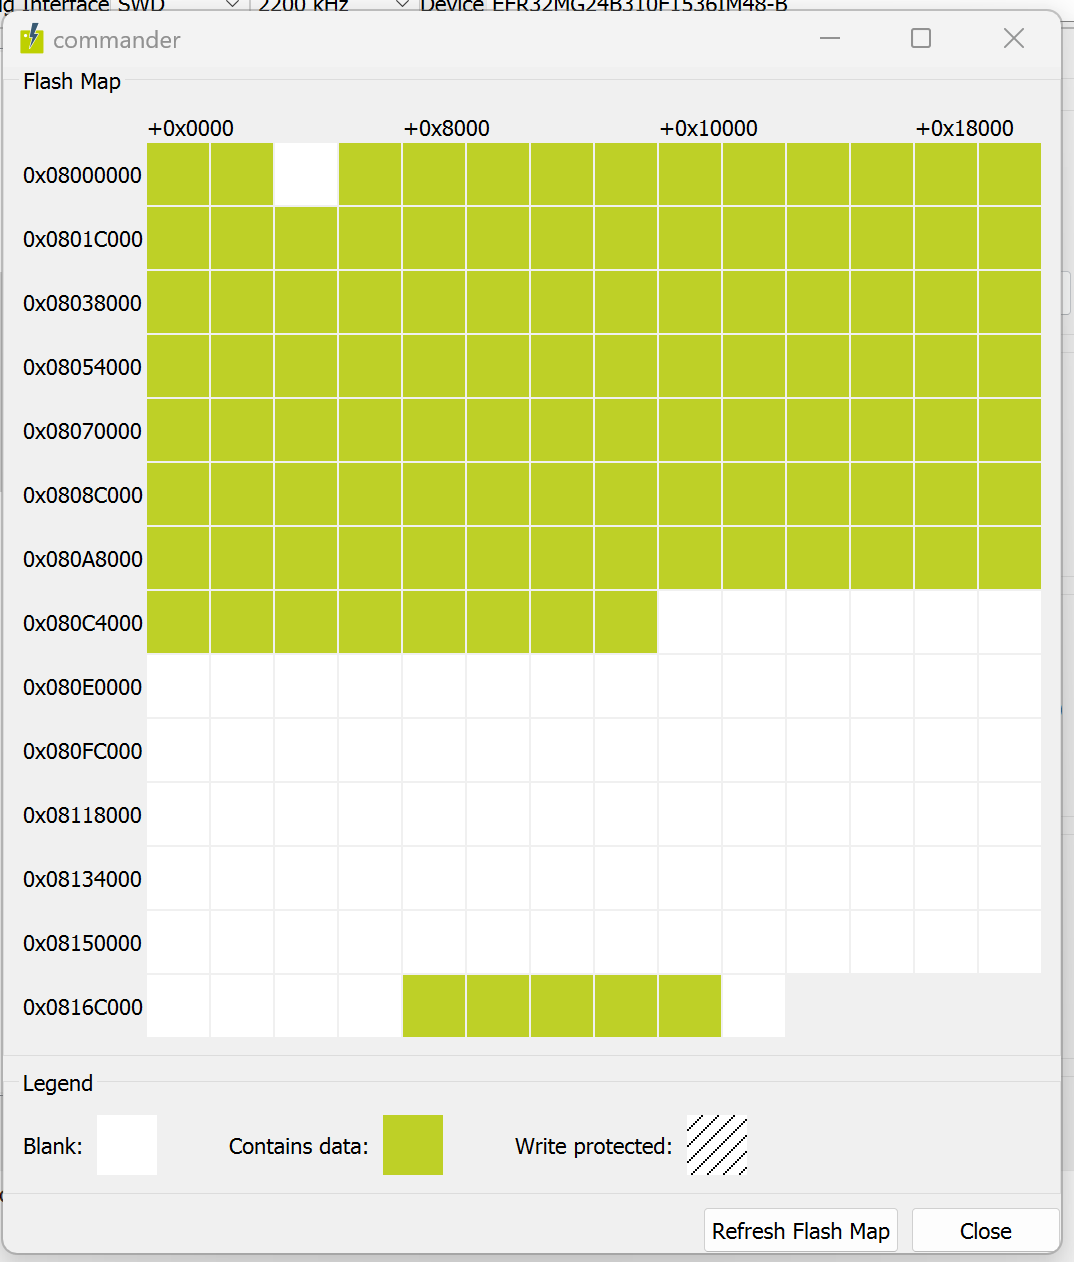 Interface SWD 2200 kHz Device EFR32MG24B310F1536IM48-B
commander
Flash Map
+0x0000 +0x8000 +0x10000 +0x18000
0x08000000
0x0801C000
0x08038000
0x08054000
0x08070000
0x0808C000
0x080A8000
0x080C4000
0x080E0000
0x080FC000
0x08118000
0x08134000
0x08150000
0x0816C000
Legend
Blank: Contains data: Write protected:
Refresh Flash Map Close